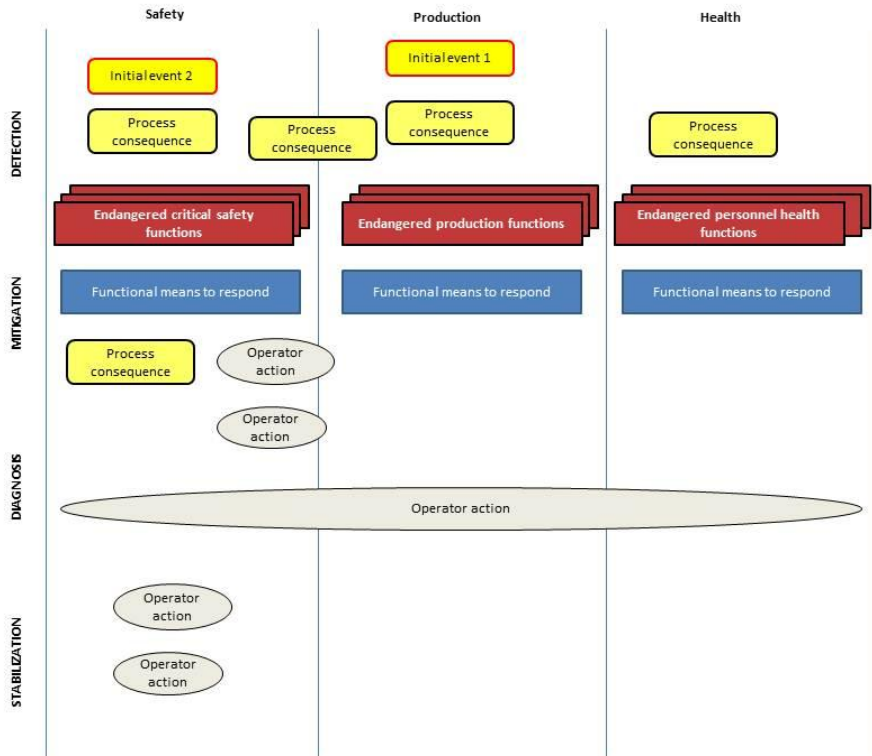 Safety
Production
Health
DETECTION
Initial event 2
Initial event 1
Process
consequence
Process
consequence
Process
consequence
Process
consequence
Endangered critical safety
functions
Endangered production functions
Endangered personnel health
functions
MITIGATION
Functional means to respond
Functional means to respond
Functional means to respond
Process
consequence
Operator
action
Operator
action
DIAGNOSIS
Operator action
STABILIZATION
Operator
action
Operator
action